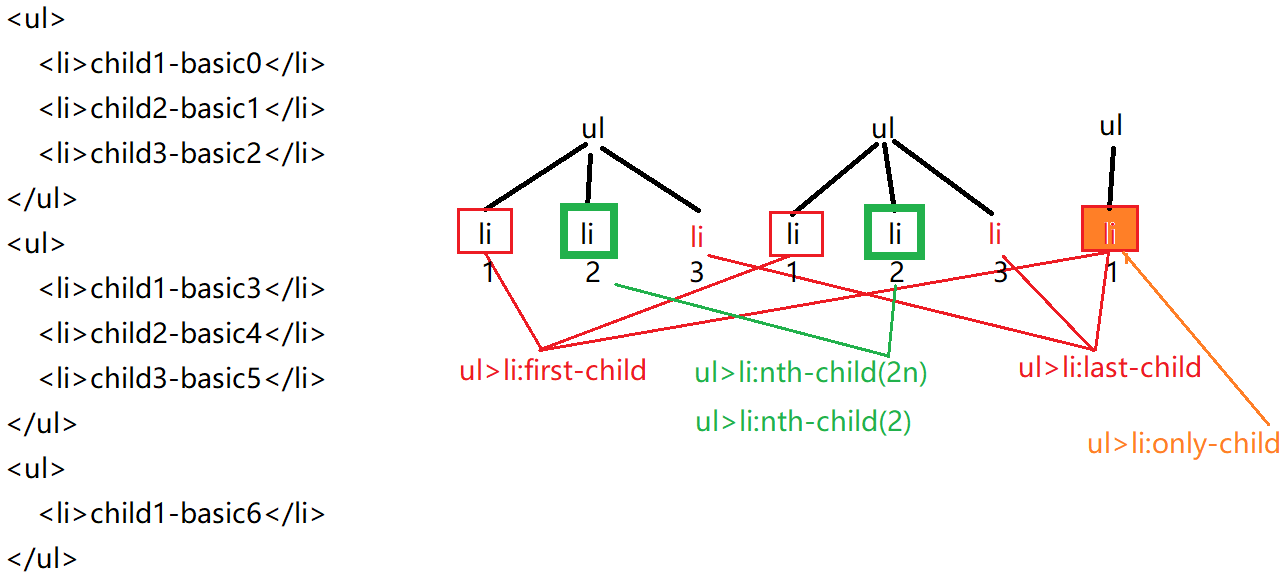 <ul>
<li>child1-basic0</li>
<li>child2-basic1</li>
<li>child3-basic2</li>
</ul>
<ul>
<li>child1-basic3</li>
<li>child2-basic4</li>
<li>child3-basic5</li>
</ul>
<ul>
<li>child1-basic6</li>
</ul>
ul ul ul
li li li li li li li
1 2 3 1 2 3 1
ul>li:first-child ul>li:nth-child(2n) ul>li:last-child
ul>li:nth-child(2)
ul>li:only-child